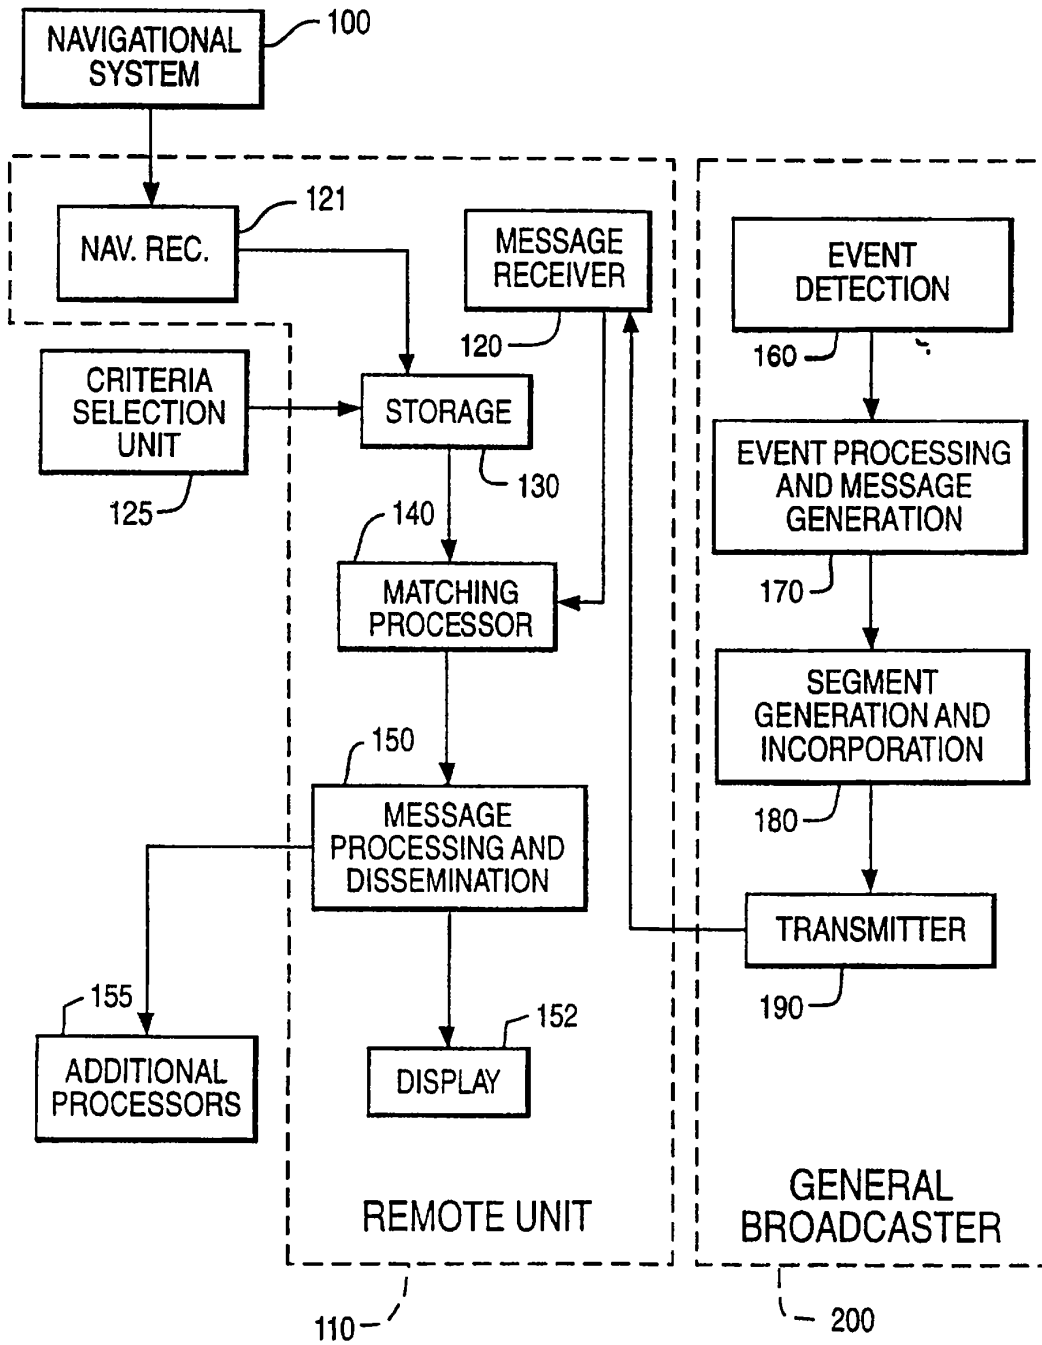 NAVIGATIONAL
SYSTEM
100
NAV. REC.
121
MESSAGE
RECEIVER
120
EVENT
DETECTION
160
CRITERIA
SELECTION
UNIT
125
STORAGE
130
EVENT PROCESSING
AND MESSAGE
GENERATION
170
140
MATCHING
PROCESSOR
SEGMENT
GENERATION AND
INCORPORATION
180
150
MESSAGE
PROCESSING AND
DISSEMINATION
TRANSMITTER
190
155
ADDITIONAL
PROCESSORS
152
DISPLAY
REMOTE UNIT
110
GENERAL
BROADCASTER
200